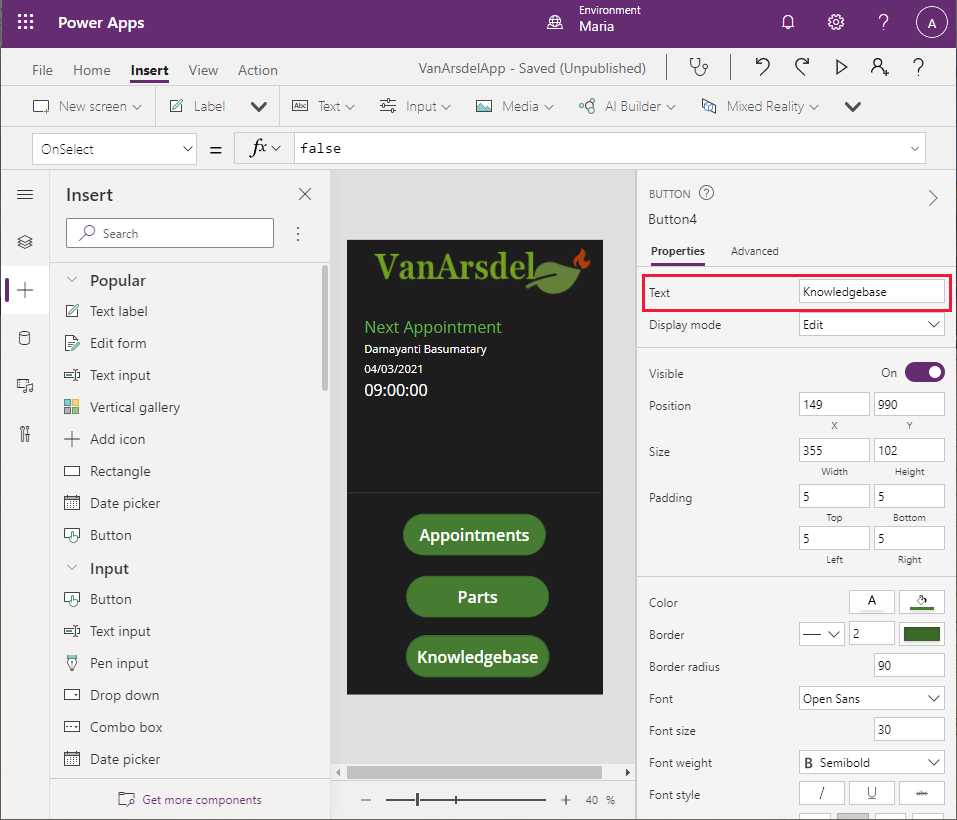 Power Apps
Environment
Maria
?
A
File Home Insert View Action
VanArsdelApp - Saved (Unpublished)
?
New screen Label Abc Text Input Media AI Builder Mixed Reality
OnSelect = fx false
Insert
Search
Popular
Text label
Edit form
Text input
Vertical gallery
Add icon
Rectangle
Date picker
Button
Input
Button
Text input
Pen input
Drop down
Combo box
Date picker
Get more components
VanArsdel
Next Appointment
Damayanti Basumatary
04/03/2021
09:00:00
Appointments
Parts
Knowledgebase
40 %
BUTTON ?
Button4
Properties Advanced
Text Knowledgebase
Display mode Edit
Visible On
Position 149 990
X Y
Size 355 102
Width Height
Padding 5 5
Top Bottom
5 5
Left Right
Color A
Border 2
Border radius 90
Font Open Sans
Font size 30
Font weight B Semibold
Font style / U abc